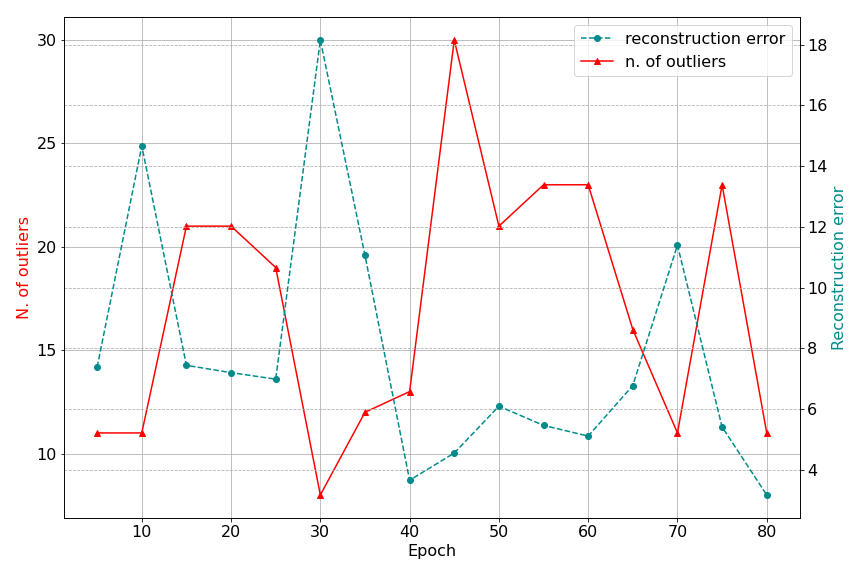 reconstruction error
n. of outliers
30
25
20
15
10
N. of outliers
18
16
14
12
10
8
6
4
Reconstruction error
10 20 30 40 50 60 70 80
Epoch